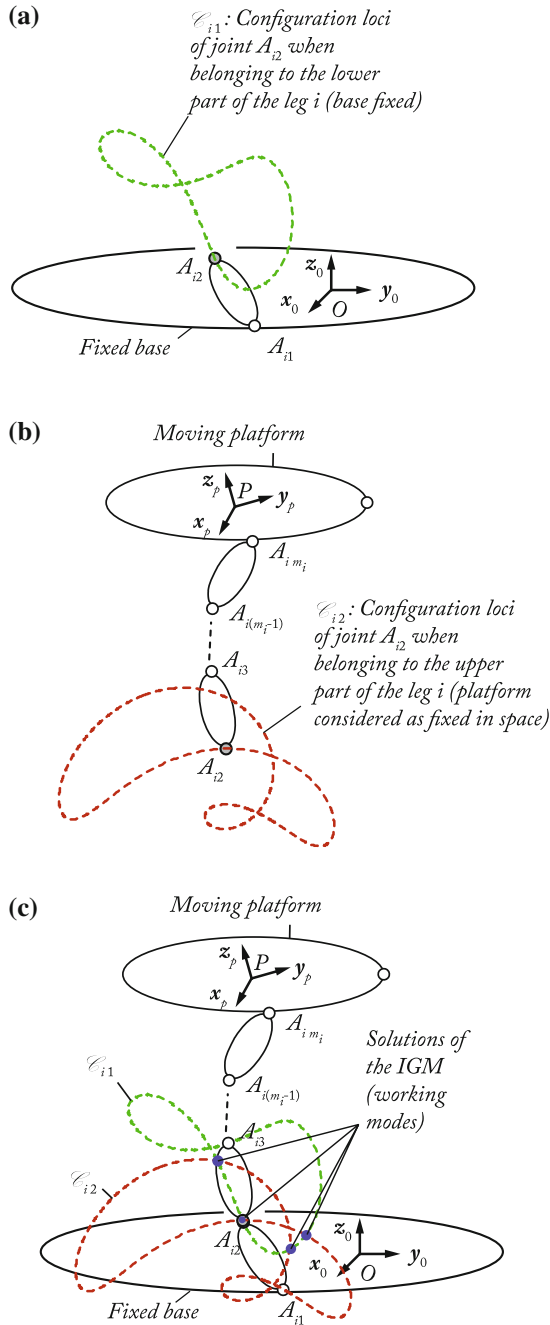 (a)
𝒞i1 : Configuration loci
of joint Ai2 when
belonging to the lower
part of the leg i (base fixed)
Ai2
z0
x0
O
y0
Fixed base
Ai1
(b)
Moving platform
zp
P
yp
xp
Ai mi
Ai(mi-1)
Ai3
𝒞i2 : Configuration loci
of joint Ai2 when
belonging to the upper
part of the leg i (platform
considered as fixed in space)
Ai2
(c)
Moving platform
zp
P
yp
xp
Ai mi
Solutions of
the IGM
(working
modes)
𝒞i1
Ai(mi-1)
Ai3
𝒞i2
Ai2
z0
x0
O
y0
Fixed base
Ai1